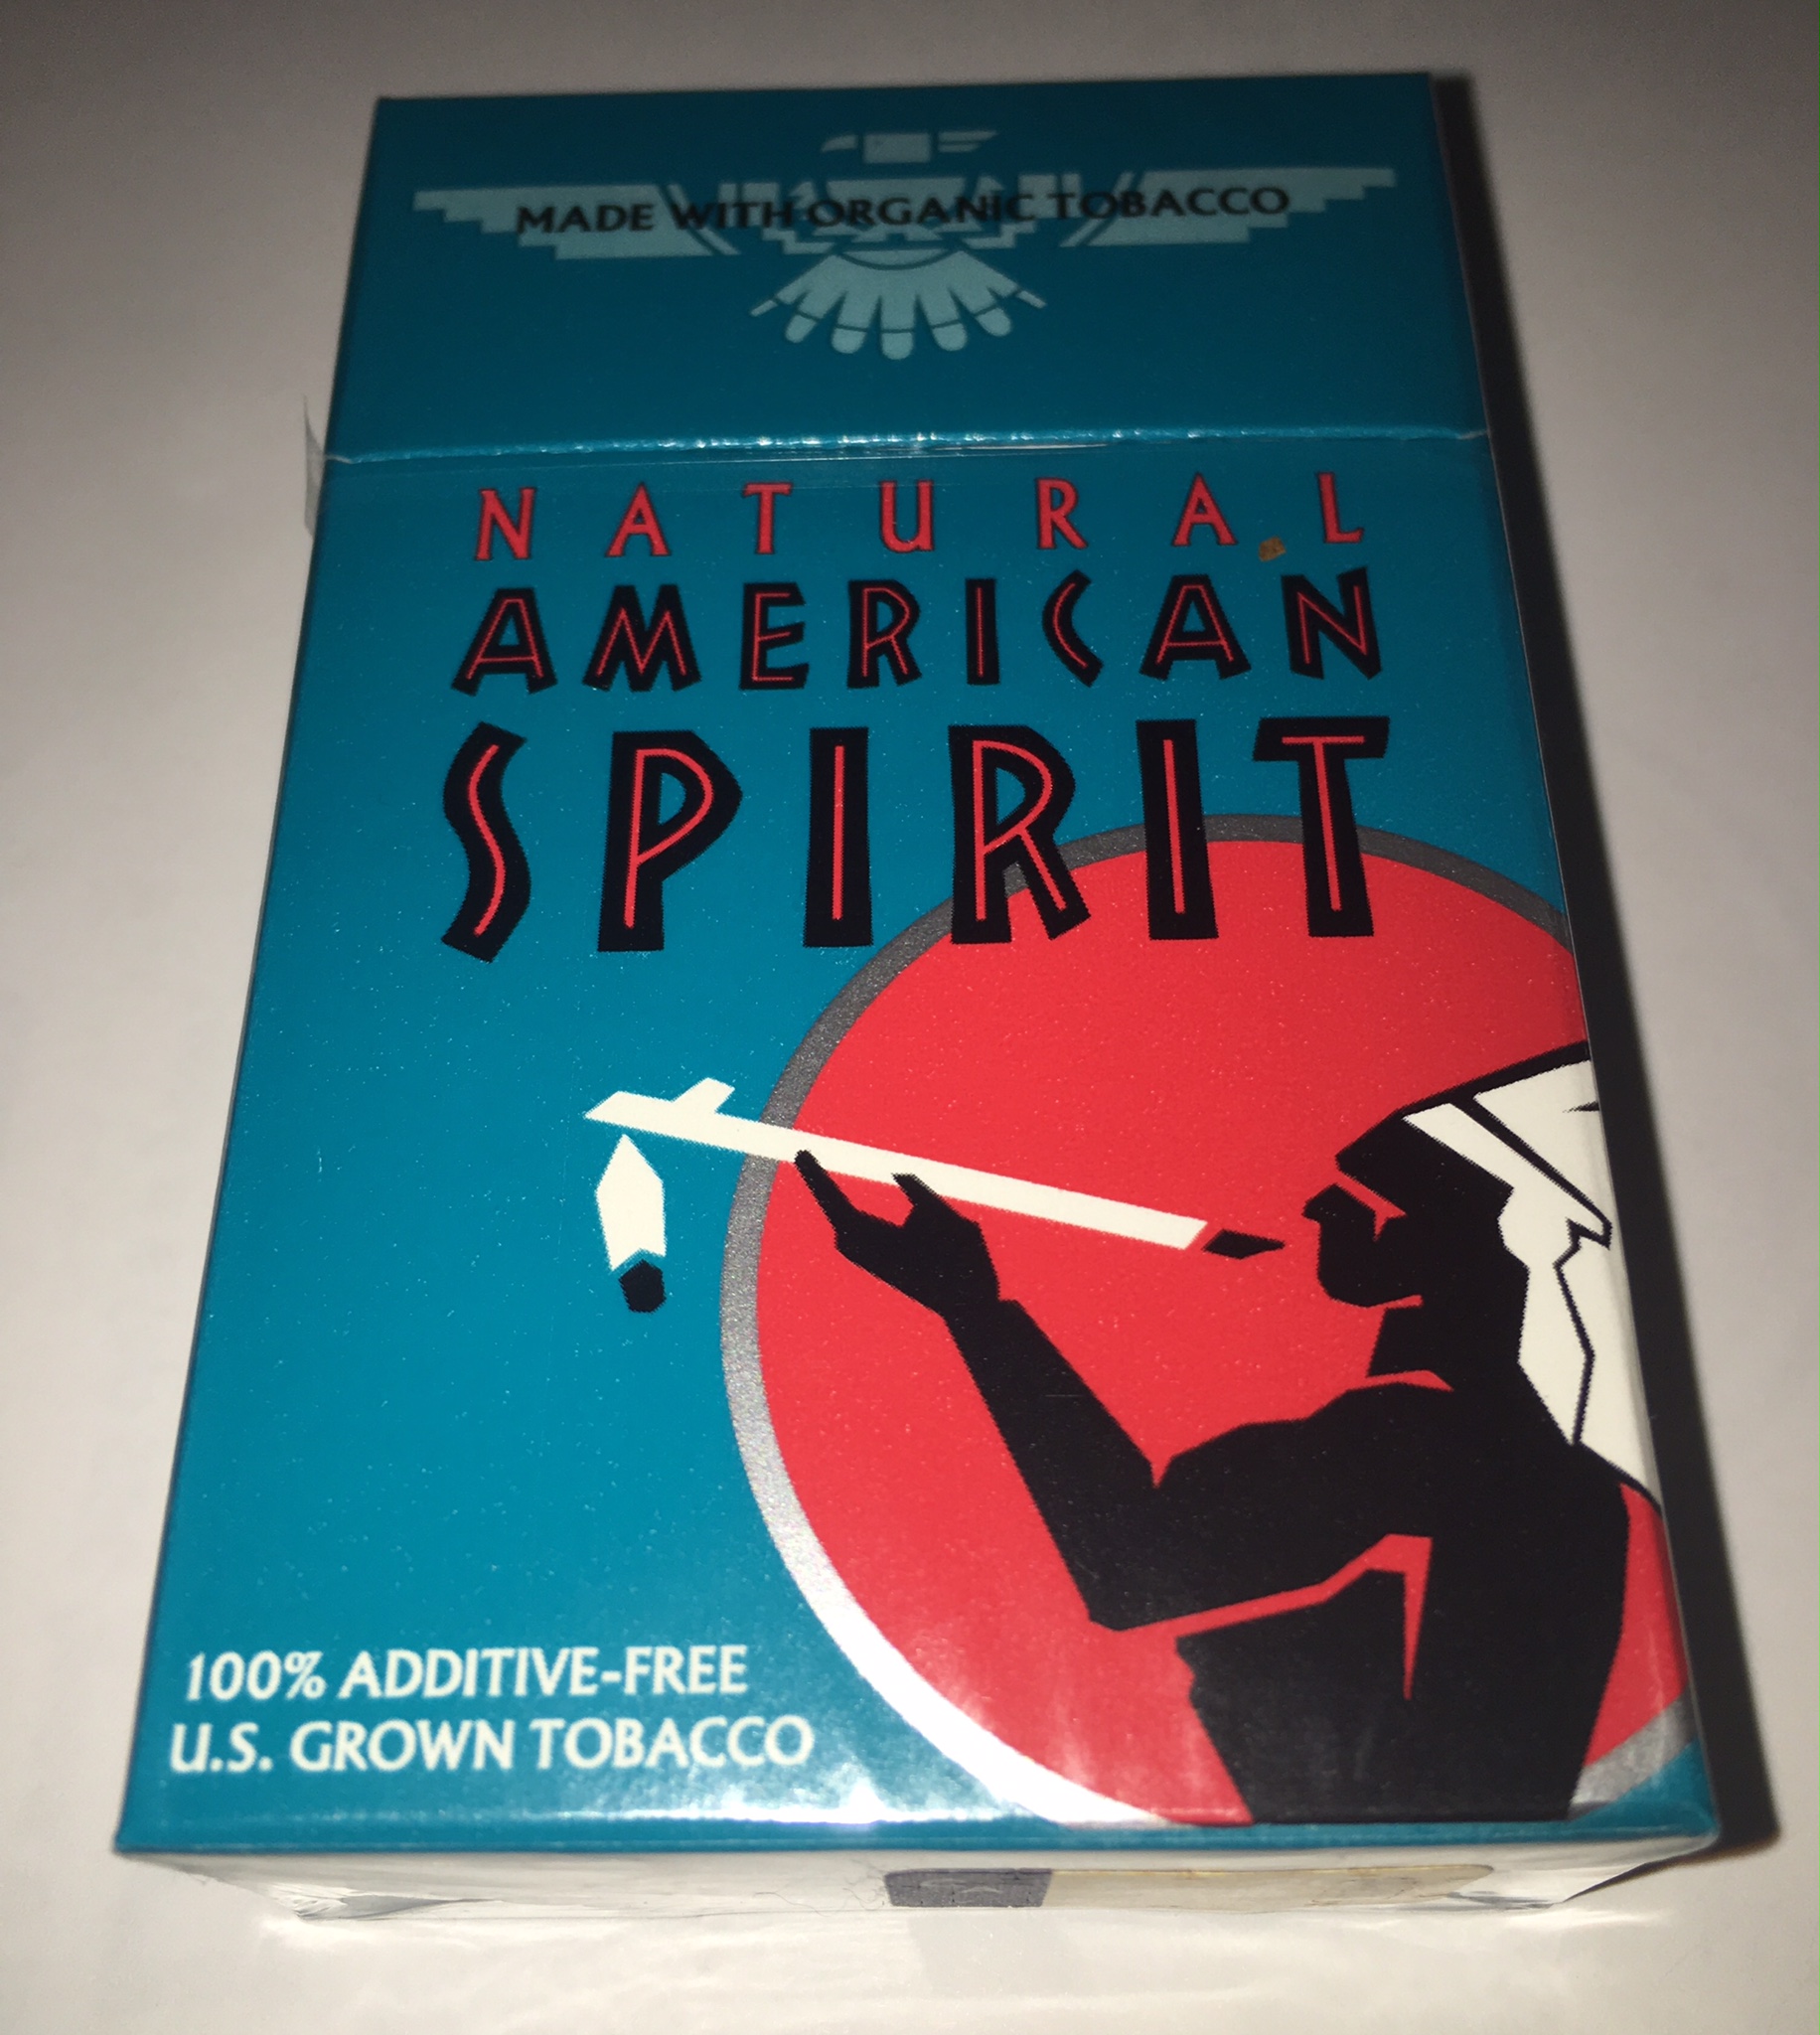 MADE WITH ORGANIC TOBACCO
NATURAL
AMERICAN
SPIRIT
100% ADDITIVE-FREE
U.S. GROWN TOBACCO